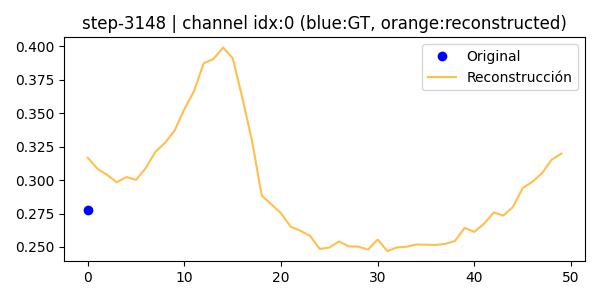 step-3148 | channel idx:0 (blue:GT, orange:reconstructed)
0.400
0.375
0.350
0.325
0.300
0.275
0.250
Original
Reconstrucción
0 10 20 30 40 50